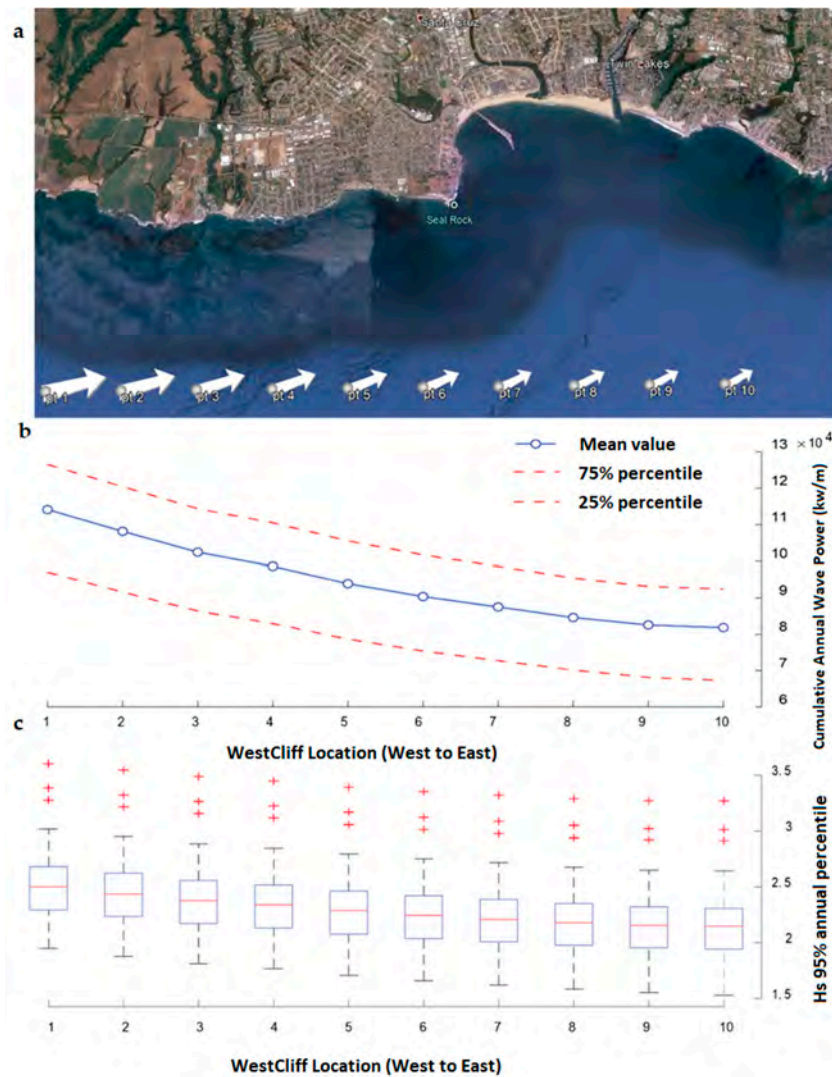 a
Santa Cruz
Twin Lakes
Seal Rock
pt 1
pt 2
pt 3
pt 4
pt 5
pt 6
pt 7
pt 8
pt 9
pt 10
b
Mean value
75% percentile
25% percentile
13 ×10⁴
12
11
10
9
8
7
6
Cumulative Annual Wave Power (kw/m)
1 2 3 4 5 6 7 8 9 10
WestCliff Location (West to East)
c
3.5
3
2.5
2
1.5
Hs 95% annual percentile
1 2 3 4 5 6 7 8 9 10
WestCliff Location (West to East)